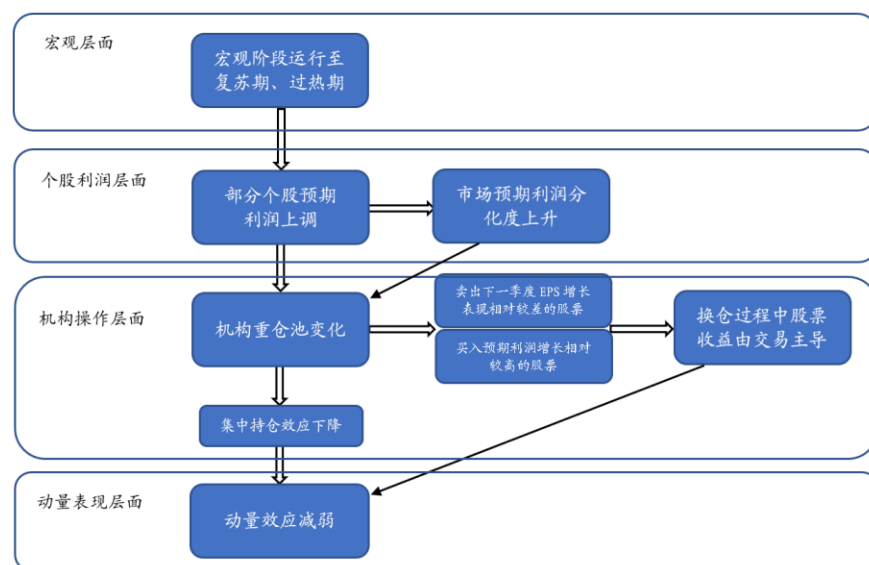 宏观层面
宏观阶段运行至
复苏期、过热期
个股利润层面
部分个股预期
利润上调
市场预期利润分
化度上升
机构操作层面
机构重仓池变化
卖出下一季度 EPS 增长
表现相对较差的股票
买入预期利润增长相对
较高的股票
换仓过程中股票
收益由交易主导
集中持仓效应下降
动量表现层面
动量效应减弱